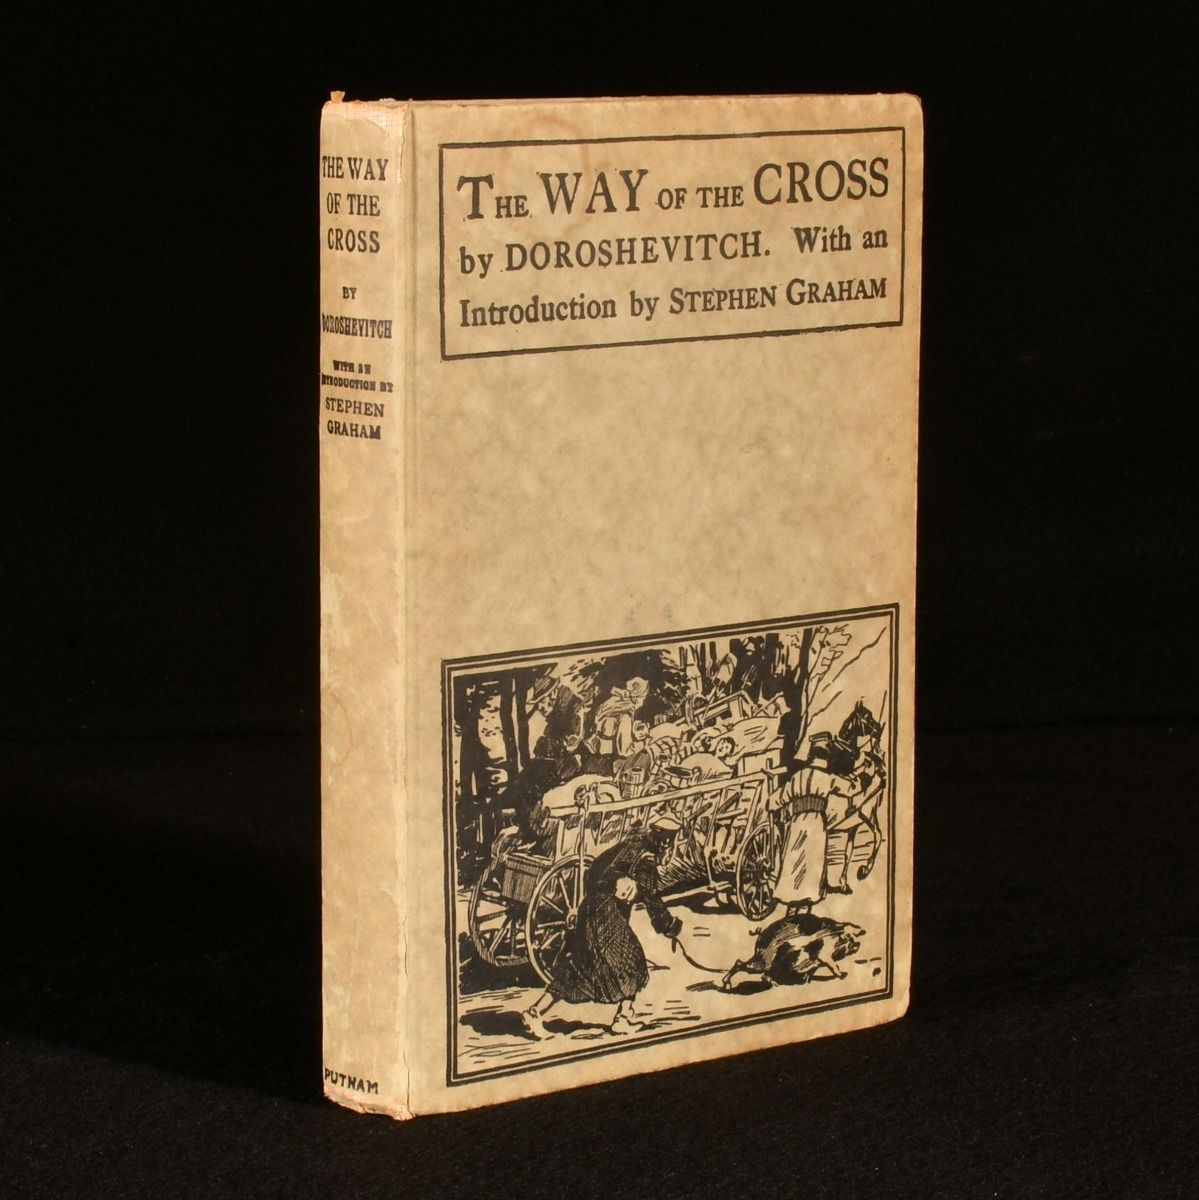 THE WAY
OF THE
CROSS
BY
DOROSHEVITCH
WITH AN
INTRODUCTION BY
STEPHEN
GRAHAM
PUTNAM
THE WAY OF THE CROSS
by DOROSHEVITCH. With an
Introduction by STEPHEN GRAHAM